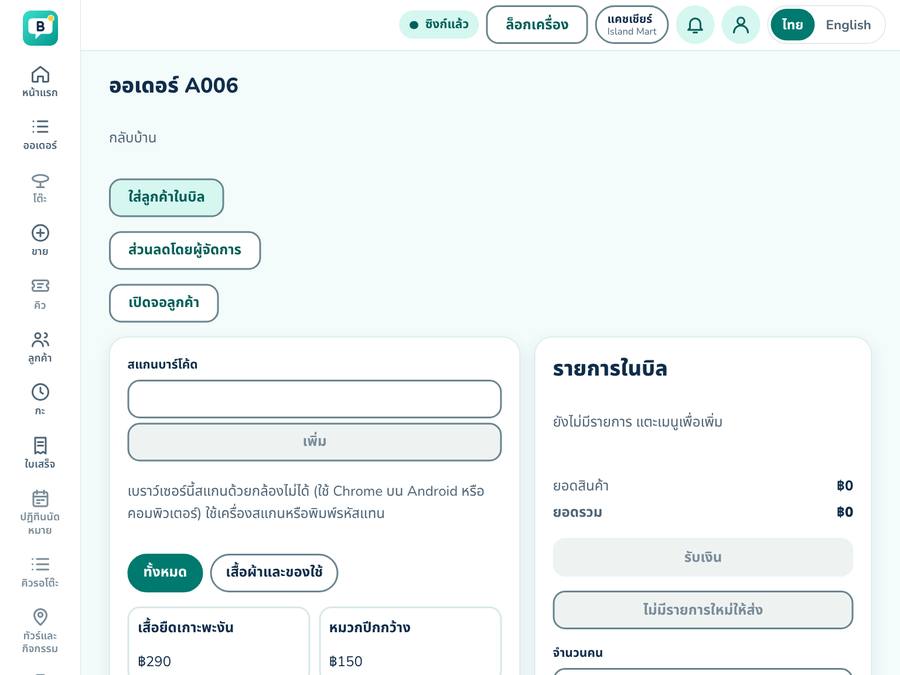 B
ซิงก์แล้ว
ล็อกเครื่อง
แคชเชียร์
Island Mart
ไทย
English
หน้าแรก
ออเดอร์
โต๊ะ
ขาย
คิว
ลูกค้า
กะ
ใบเสร็จ
ปฏิทินนัด
หมาย
คิวรอโต๊ะ
ทัวร์และ
กิจกรรม
ออเดอร์ A006
กลับบ้าน
ใส่ลูกค้าในบิล
ส่วนลดโดยผู้จัดการ
เปิดจอลูกค้า
สแกนบาร์โค้ด
เพิ่ม
เบราว์เซอร์นี้สแกนด้วยกล้องไม่ได้ (ใช้ Chrome บน Android หรือ
คอมพิวเตอร์) ใช้เครื่องสแกนหรือพิมพ์รหัสแทน
ทั้งหมด
เสื้อผ้าและของใช้
เสื้อยืดเกาะพะงัน
฿290
หมวกปีกกว้าง
฿150
รายการในบิล
ยังไม่มีรายการ แตะเมนูเพื่อเพิ่ม
ยอดสินค้า ฿0
ยอดรวม ฿0
รับเงิน
ไม่มีรายการใหม่ให้ส่ง
จำนวนคน